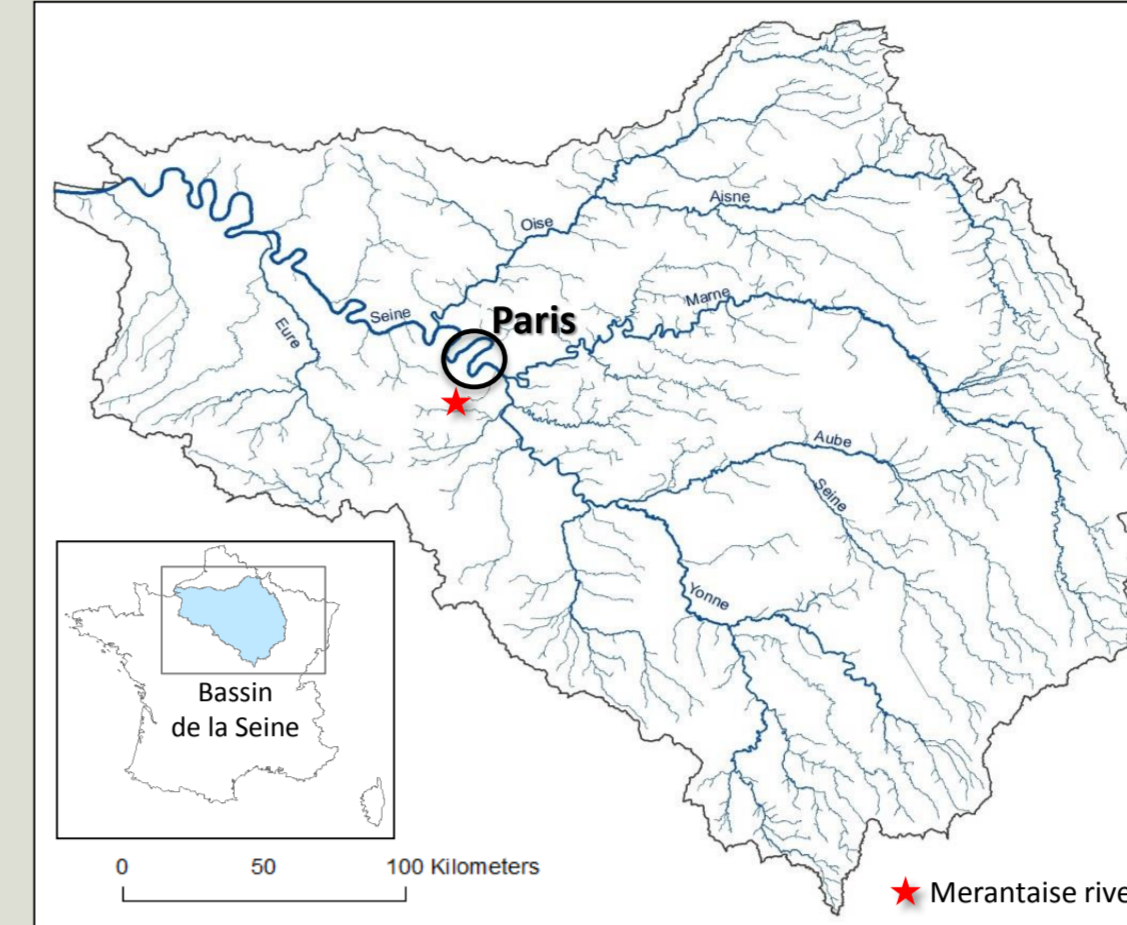 Aisne
Oise
Marne
Seine
Paris
Eure
Aube
Seine
Yonne
Bassin
de la Seine
0 50 100 Kilometers
Merantaise rive